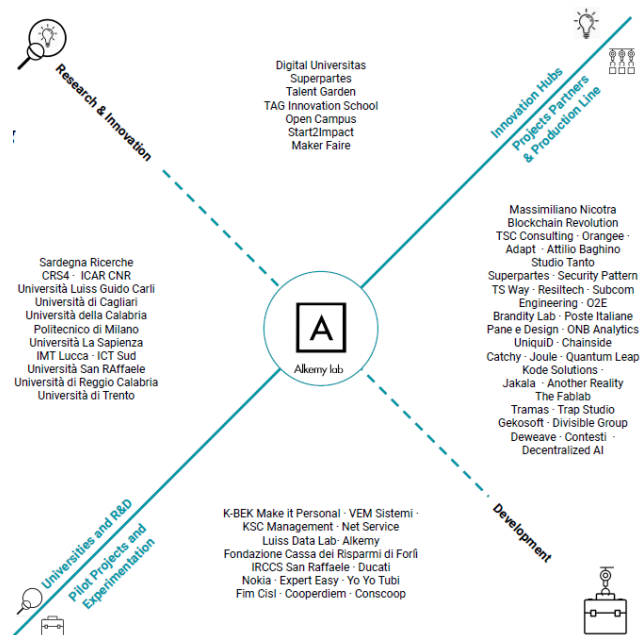 Research & Innovation
Digital Universitas
Superpartes
Talent Garden
TAG Innovation School
Open Campus
Start2Impact
Maker Faire
Innovation Hubs
Projects Partners
& Production Line
Sardegna Ricerche
CRS4 · ICAR CNR
Università Luiss Guido Carli
Università di Cagliari
Università della Calabria
Politecnico di Milano
Università La Sapienza
IMT Lucca · ICT Sud
Università San RAffaele
Università di Reggio Calabria
Università di Trento
A
Alkemy lab
Massimiliano Nicotra
Blockchain Revolution
TSC Consulting · Orangee ·
Adapt · Attilio Baghino
Studio Tanto
Superpartes · Security Pattern
TS Way · Resiltech · Subcom
Engineering · O2E
Brandity Lab · Poste Italiane
Pane e Design · ONB Analytics
UniquiD · Chainside
Catchy · Joule · Quantum Leap
Kode Solutions ·
Jakala · Another Reality
The Fablab
Tramas · Trap Studio
Gekosoft · Divisible Group
Deweave · Contesti ·
Decentralized AI
Universities and R&D
Pilot Projects and
Experimentation
K-BEK Make it Personal · VEM Sistemi ·
KSC Management · Net Service
Luiss Data Lab· Alkemy
Fondazione Cassa dei Risparmi di Forlì
IRCCS San Raffaele · Ducati
Nokia · Expert Easy · Yo Yo Tubi
Fim Cisl · Cooperdiem · Conscoop
Development